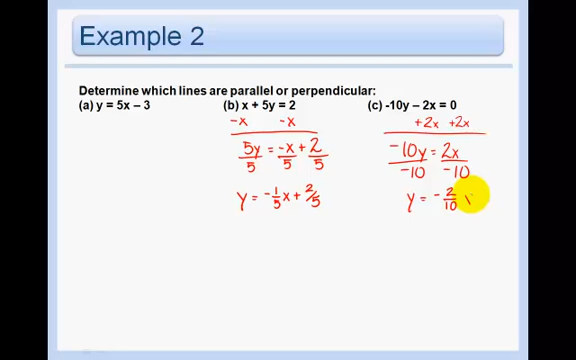 Example 2
Determine which lines are parallel or perpendicular:
(a) y = 5x – 3 (b) x + 5y = 2 (c) -10y – 2x = 0
-x -x +2x +2x
5y = -x + 2 -10y = 2x
5 5 5 -10 -10
y = -1/5 x + 2/5 y = -2/10